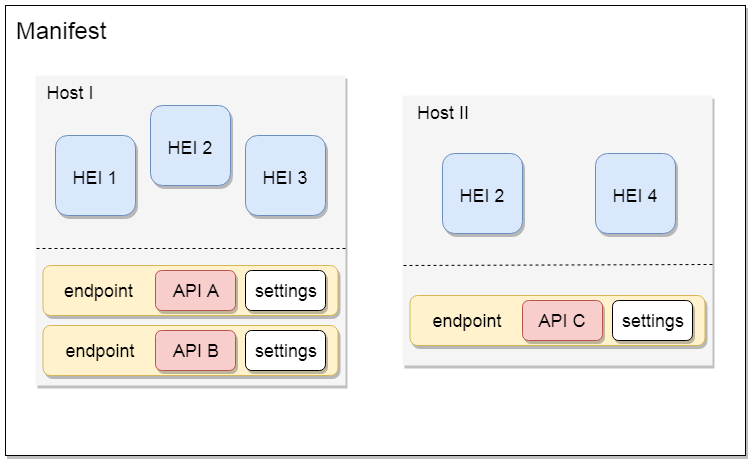 Manifest
Host I
HEI 1
HEI 2
HEI 3
endpoint API A settings
endpoint API B settings
Host II
HEI 2
HEI 4
endpoint API C settings